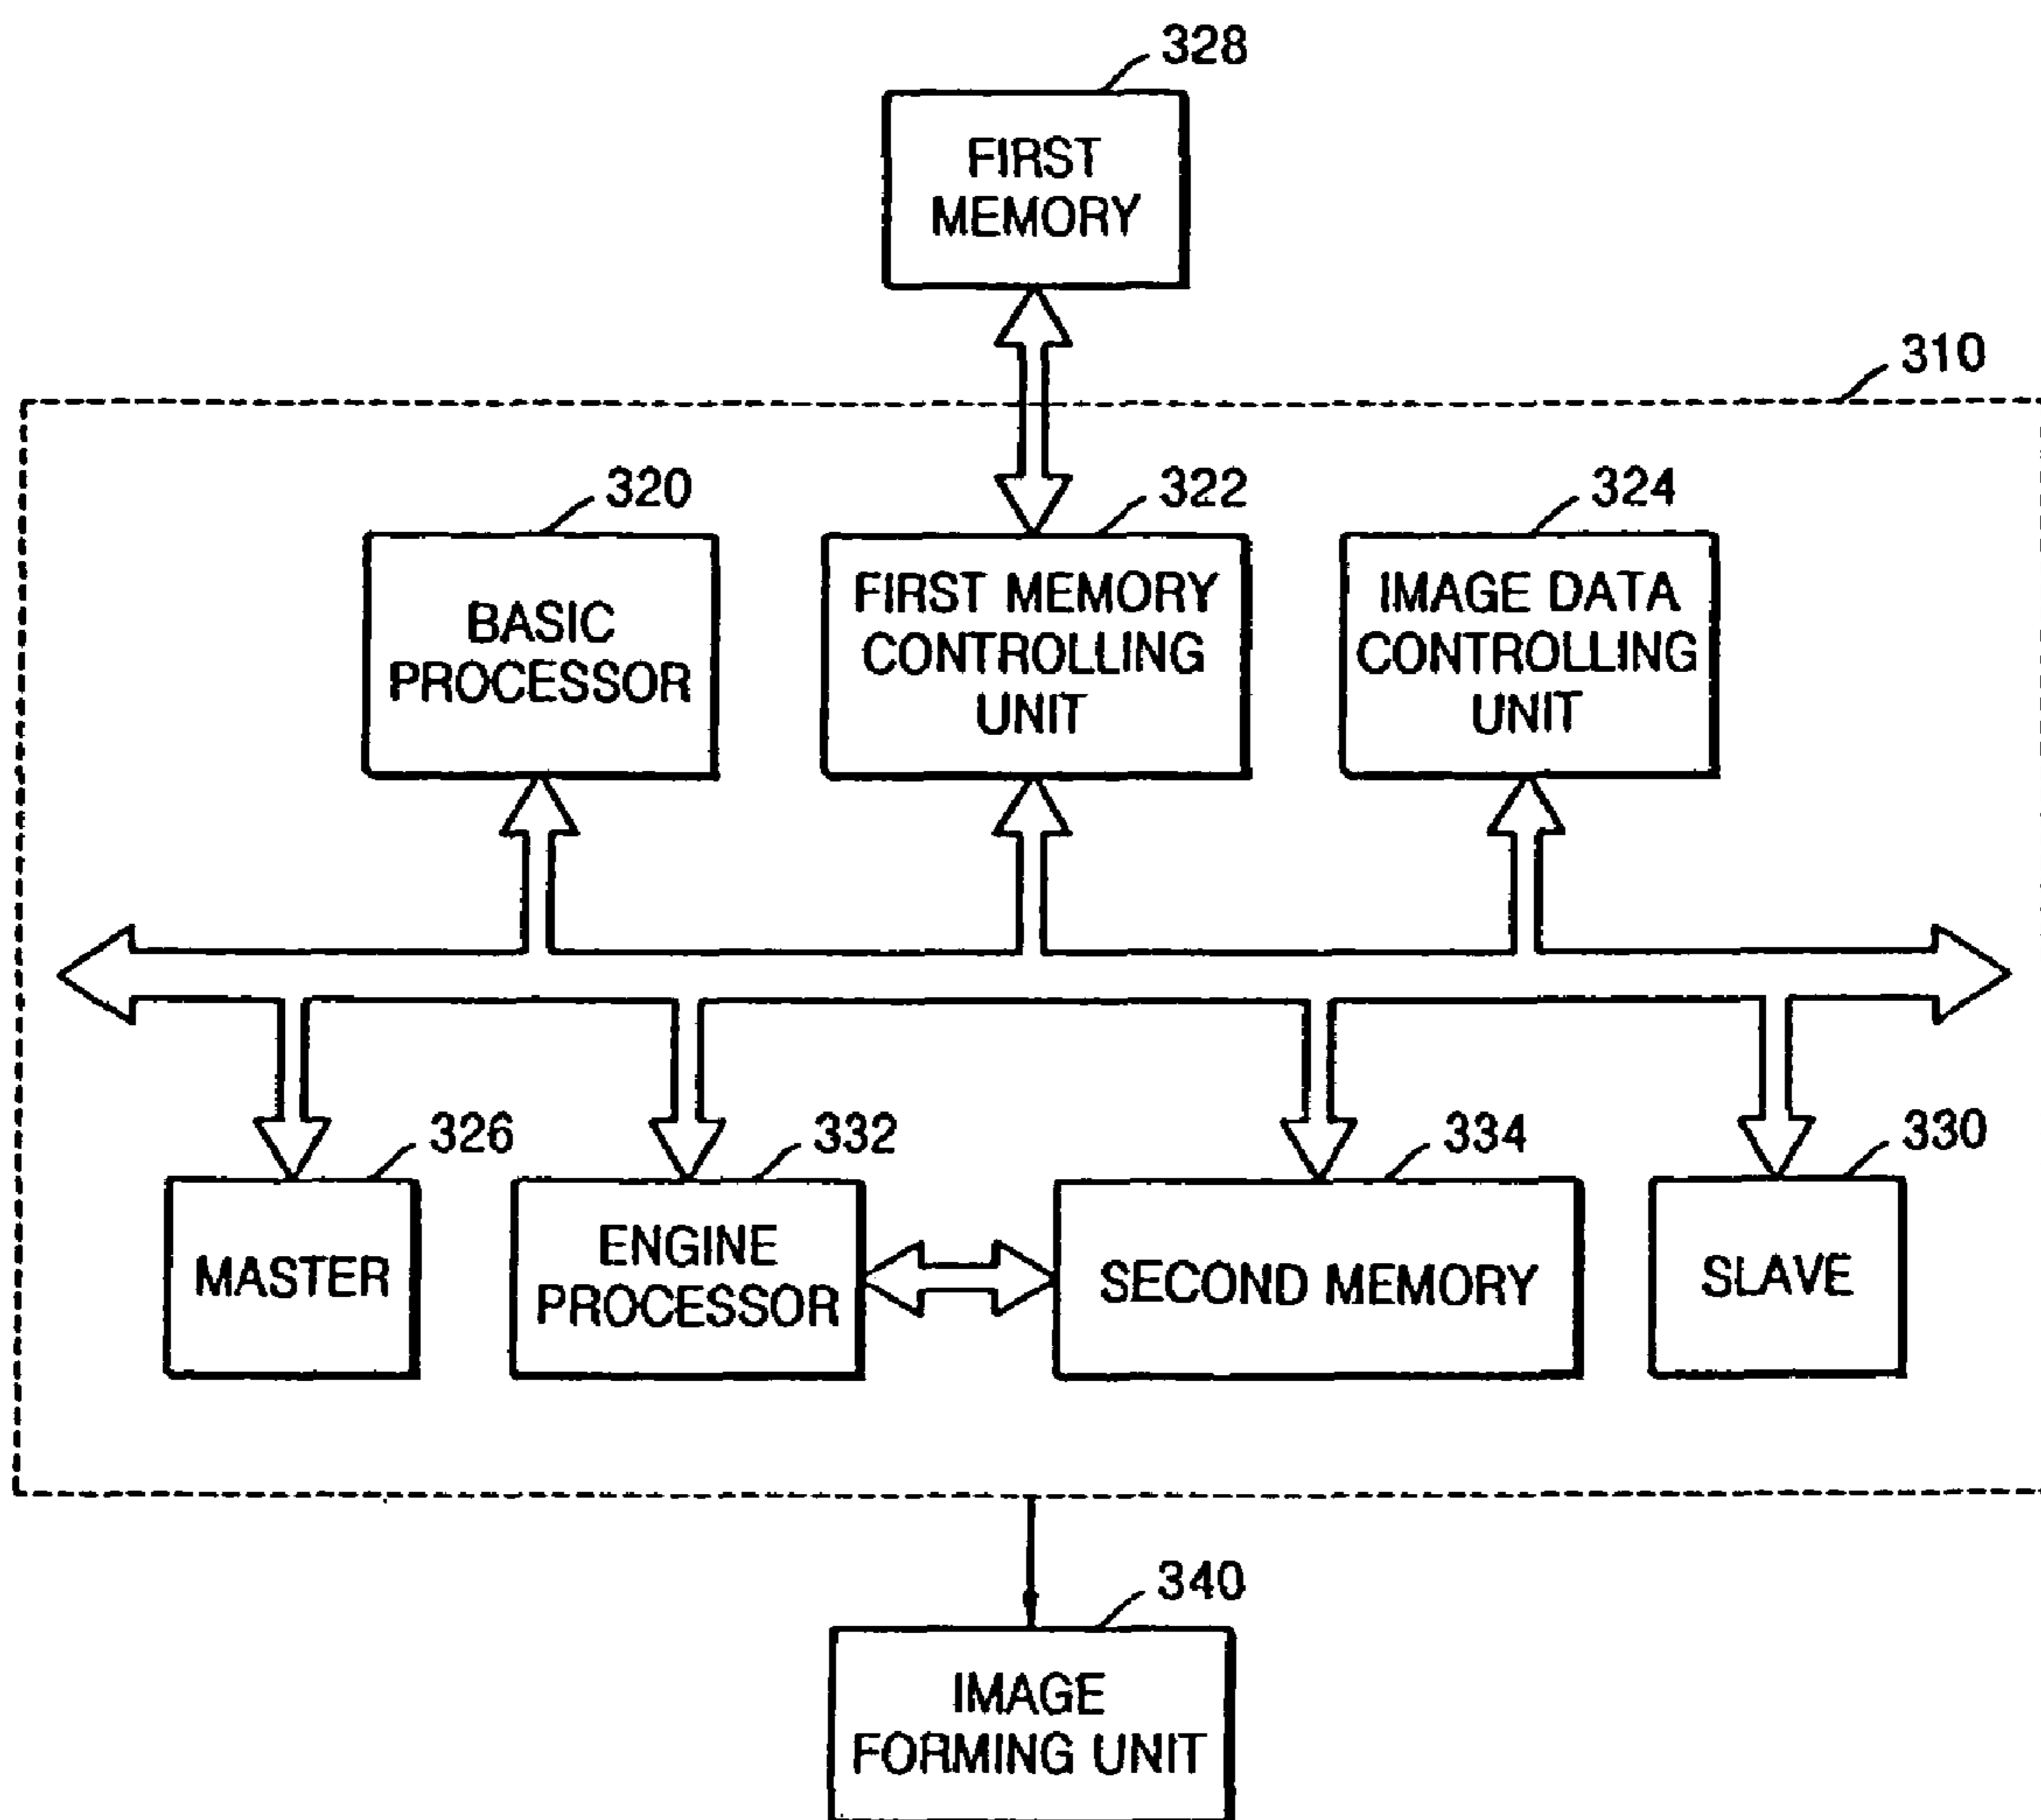 328
FIRST
MEMORY
310
320
322
324
BASIC
PROCESSOR
FIRST MEMORY
CONTROLLING
UNIT
IMAGE DATA
CONTROLLING
UNIT
326
332
334
330
MASTER
ENGINE
PROCESSOR
SECOND MEMORY
SLAVE
340
IMAGE
FORMING UNIT